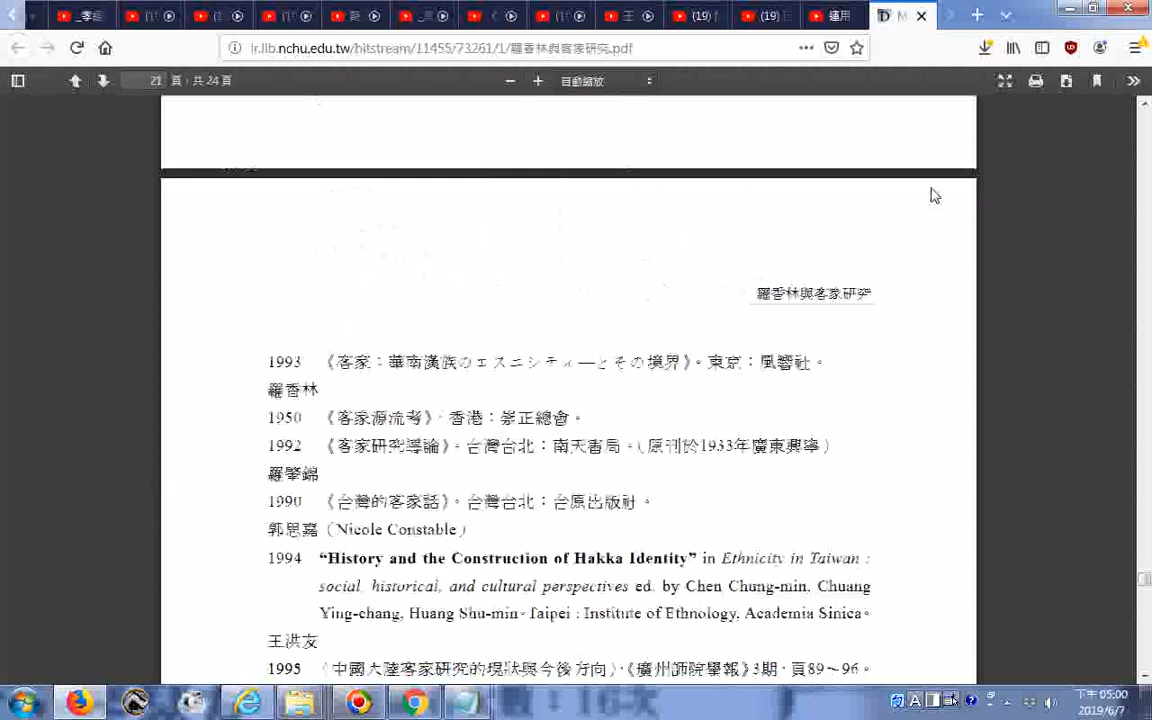 _孝經
(19)
(19)
運用
M
ir.lib.nchu.edu.tw/bitstream/11455/73261/1/羅香林與客家研究.pdf
21 頁，共 24 頁
自動縮放
羅香林與客家研究
1993 《客家：華南漢族のエスニシティーとその境界》。東京：風響社。
羅香林
1950 《客家源流考》。香港：崇正總會。
1992 《客家研究導論》。台灣台北：南天書局。（原刊於1933年廣東興寧）
羅肇錦
1990 《台灣的客家話》。台灣台北：台原出版社。
郭思嘉（Nicole Constable）
1994 “History and the Construction of Hakka Identity” in Ethnicity in Taiwan :
social, historical, and cultural perspectives ed. by Chen Chung-min, Chuang
Ying-chang, Huang Shu-min。Taipei : Institute of Ethnology, Academia Sinica。
王洪友
1995 〈中國大陸客家研究的現狀與今後方向〉，《廣州師院學報》3期，頁89～96。
下午 05:00
2019/6/7